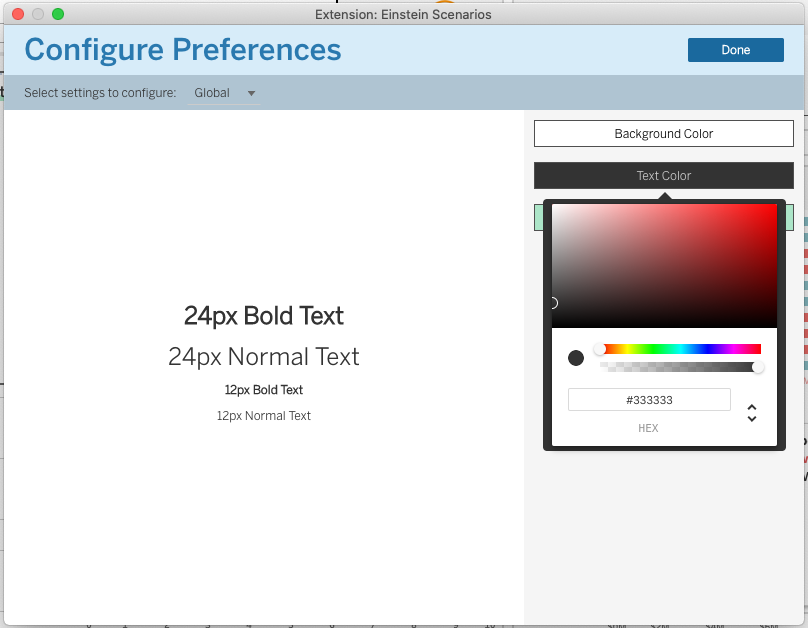 Extension: Einstein Scenarios
Configure Preferences
Done
Select settings to configure: Global
Background Color
Text Color
24px Bold Text
24px Normal Text
12px Bold Text
12px Normal Text
#333333
HEX